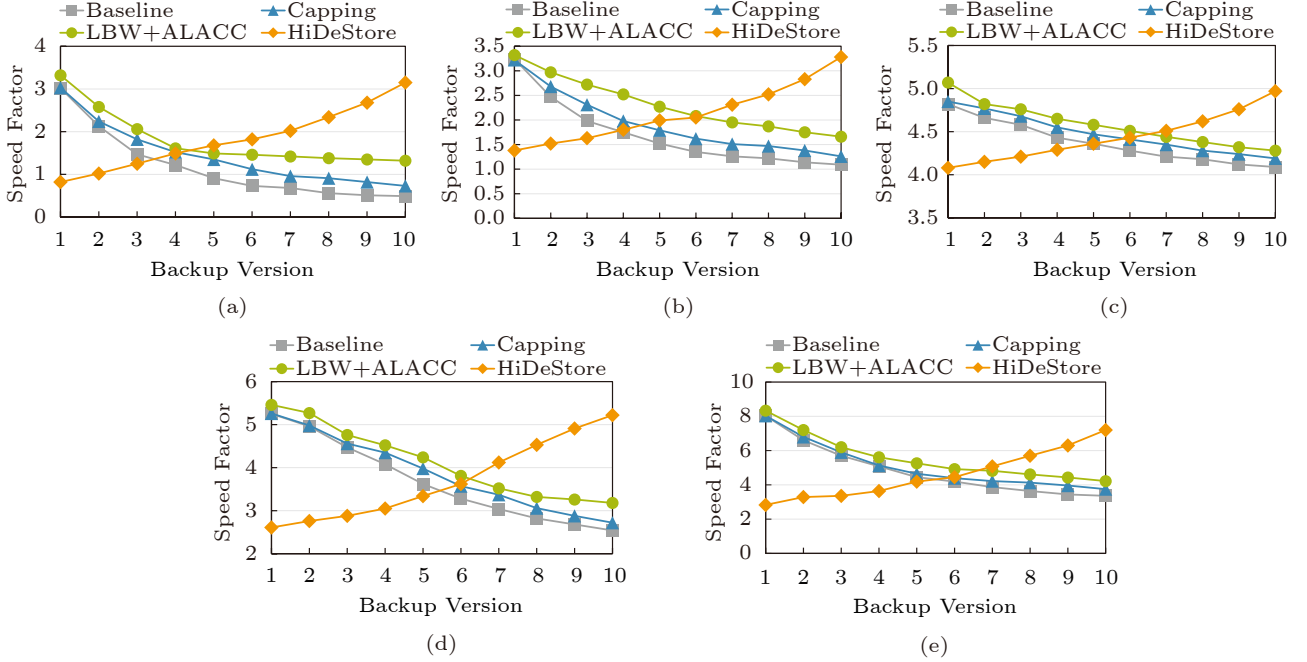 Baseline Capping
LBW+ALACC HiDeStore
4
3
2
1
0
Speed Factor
1 2 3 4 5 6 7 8 9 10
Backup Version
(a)
Baseline Capping
LBW+ALACC HiDeStore
3.5
3.0
2.5
2.0
1.5
1.0
0.5
0.0
Speed Factor
1 2 3 4 5 6 7 8 9 10
Backup Version
(b)
Baseline Capping
LBW+ALACC HiDeStore
5.5
5.0
4.5
4.0
3.5
Speed Factor
1 2 3 4 5 6 7 8 9 10
Backup Version
(c)
Baseline Capping
LBW+ALACC HiDeStore
6
5
4
3
2
Speed Factor
1 2 3 4 5 6 7 8 9 10
Backup Version
(d)
Baseline Capping
LBW+ALACC HiDeStore
10
8
6
4
2
0
Speed Factor
1 2 3 4 5 6 7 8 9 10
Backup Version
(e)